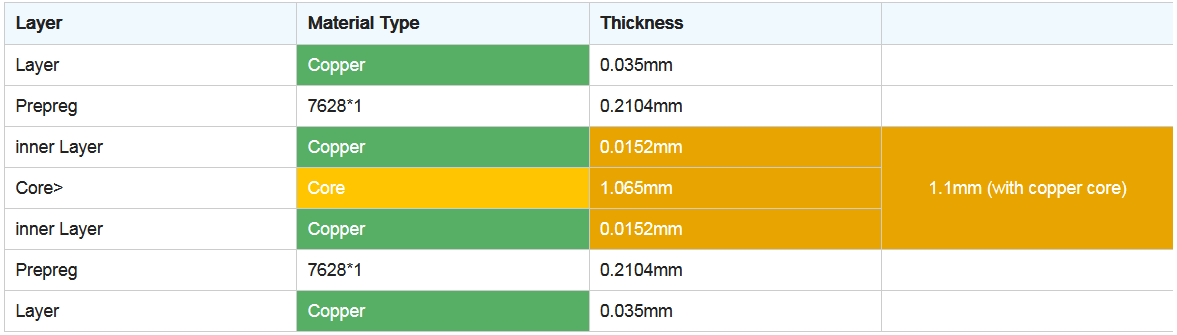 Layer Material Type Thickness
Layer Copper 0.035mm
Prepreg 7628*1 0.2104mm
inner Layer Copper 0.0152mm
Core> Core 1.065mm 1.1mm (with copper core)
inner Layer Copper 0.0152mm
Prepreg 7628*1 0.2104mm
Layer Copper 0.035mm